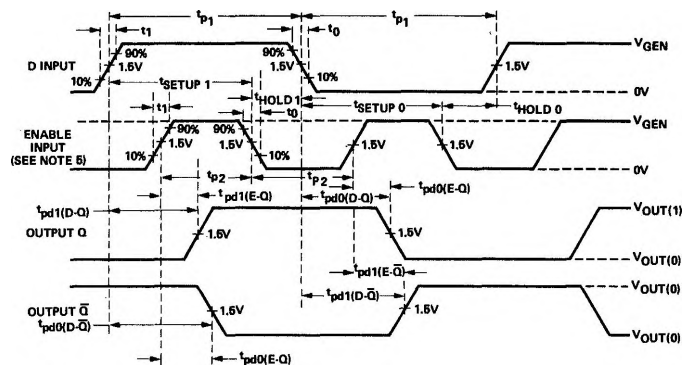 tp1 tp1
t1 t0 VGEN
90% 90%
D INPUT 1.5V 1.5V 1.5V
10% 10%
tSETUP 1 0V
tHOLD 1 tSETUP 0 tHOLD 0
t1 t0 VGEN
90% 90%
ENABLE INPUT (SEE NOTE 5) 1.5V 1.5V 1.5V 1.5V
10% 10% 0V
tp2 tp2
tpd1(E-Q) tpd0(E-Q)
tpd1(D-Q) tpd0(D-Q) VOUT(1)
OUTPUT Q 1.5V 1.5V
tpd1(E-Q̅) VOUT(0)
tpd1(D-Q̅) VOUT(0)
OUTPUT Q̅ 1.5V 1.5V
tpd0(D-Q̅) VOUT(0)
tpd0(E-Q)